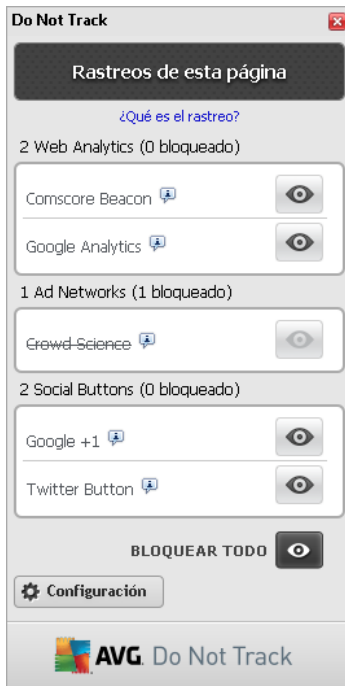 Do Not Track
Rastreos de esta página
¿Qué es el rastreo?
2 Web Analytics (0 bloqueado)
Comscore Beacon
Google Analytics
1 Ad Networks (1 bloqueado)
Crowd Science
2 Social Buttons (0 bloqueado)
Google +1
Twitter Button
BLOQUEAR TODO
Configuración
AVG. Do Not Track